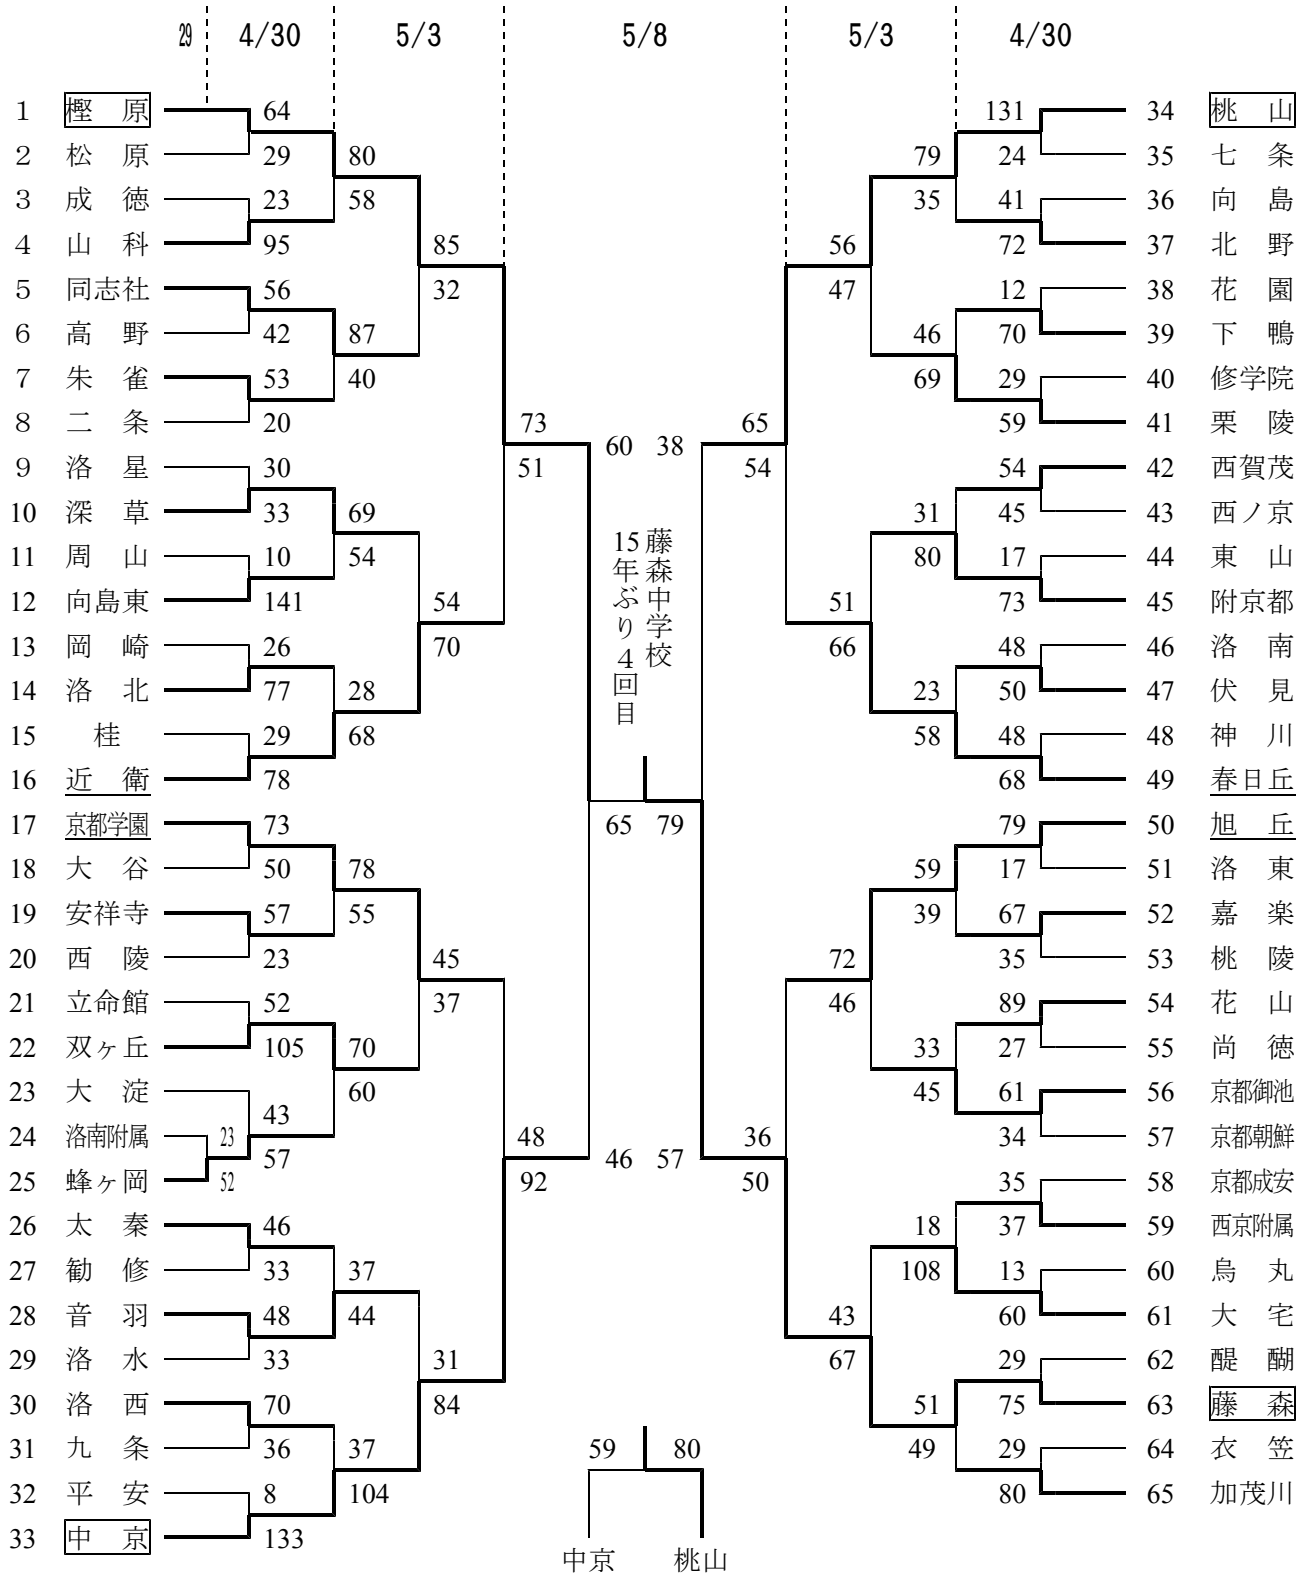 29 4/30 5/3 5/8 5/3 4/30
1 樫原 64 131 34 桃山
2 松原 29 80 79 24 35 七条
3 成徳 23 58 35 41 36 向島
4 山科 95 85 56 72 37 北野
5 同志社 56 32 47 12 38 花園
6 高野 42 87 46 70 39 下鴨
7 朱雀 53 40 69 29 40 修学院
8 二条 20 73 60 38 65 59 41 栗陵
9 洛星 30 51 54 54 42 西賀茂
10 深草 33 69 31 45 43 西ノ京
11 周山 10 54 80 17 44 東山
12 向島東 141 54 51 73 45 附京都
藤森中学校
15年ぶり4回目
13 岡崎 26 70 66 48 46 洛南
14 洛北 77 28 23 50 47 伏見
15 桂 29 68 58 48 48 神川
16 近衛 78 68 49 春日丘
17 京都学園 73 65 79 79 50 旭丘
18 大谷 50 78 59 17 51 洛東
19 安祥寺 57 55 39 67 52 嘉楽
20 西陵 23 45 72 35 53 桃陵
21 立命館 52 37 46 89 54 花山
22 双ヶ丘 105 70 33 27 55 尚徳
23 大淀 43 60 45 61 56 京都御池
24 洛南附属 23 57 48 46 57 36 34 57 京都朝鮮
25 蜂ヶ岡 52 92 50 35 58 京都成安
26 太秦 46 18 37 59 西京附属
27 勧修 33 37 108 13 60 烏丸
28 音羽 48 44 43 60 61 大宅
29 洛水 33 31 67 29 62 醍醐
30 洛西 70 84 51 75 63 藤森
31 九条 36 37 59 80 49 29 64 衣笠
32 平安 8 104 80 65 加茂川
33 中京 133
中京 桃山